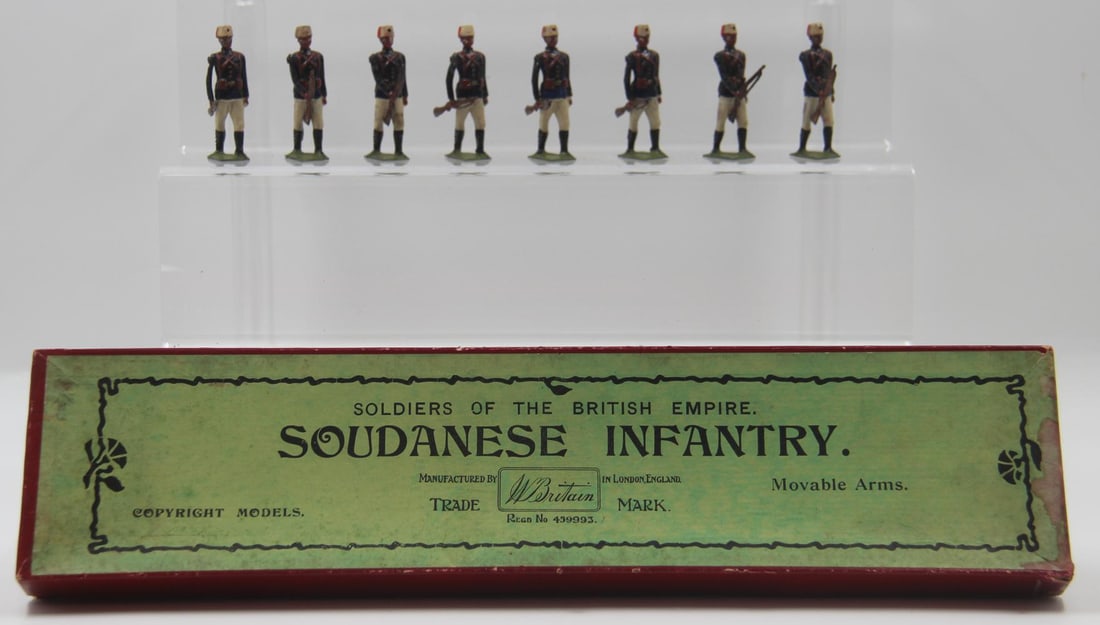 SOLDIERS OF THE BRITISH EMPIRE.
SOUDANESE INFANTRY.
MANUFACTURED BY W Britain IN LONDON, ENGLAND.
TRADE MARK.
REGD No 459993.
Movable Arms.
COPYRIGHT MODELS.